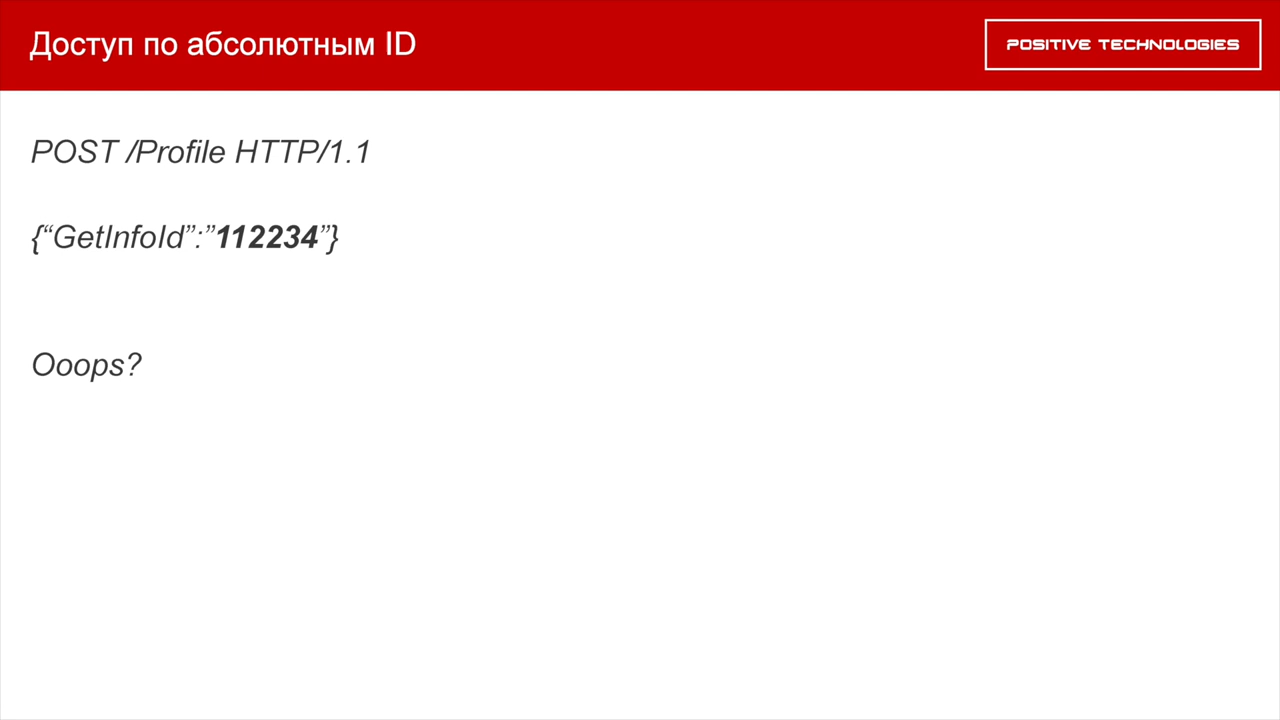 Доступ по абсолютным ID
POSITIVE TECHNOLOGIES
POST /Profile HTTP/1.1
{“GetInfoId”:”112234”}
Ooops?